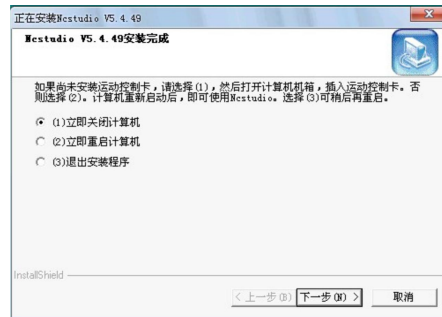 正在安装Ncstudio V5.4.49
Ncstudio V5.4.49安装完成
如果尚未安装运动控制卡，请选择(1)，然后打开计算机机箱，插入运动控制卡。否
则选择(2)。计算机重新启动后，即可使用Ncstudio。选择(3)可稍后再重启。
(1)立即关闭计算机
(2)立即重启计算机
(3)退出安装程序
InstallShield
< 上一步(B) 下一步(N) > 取消